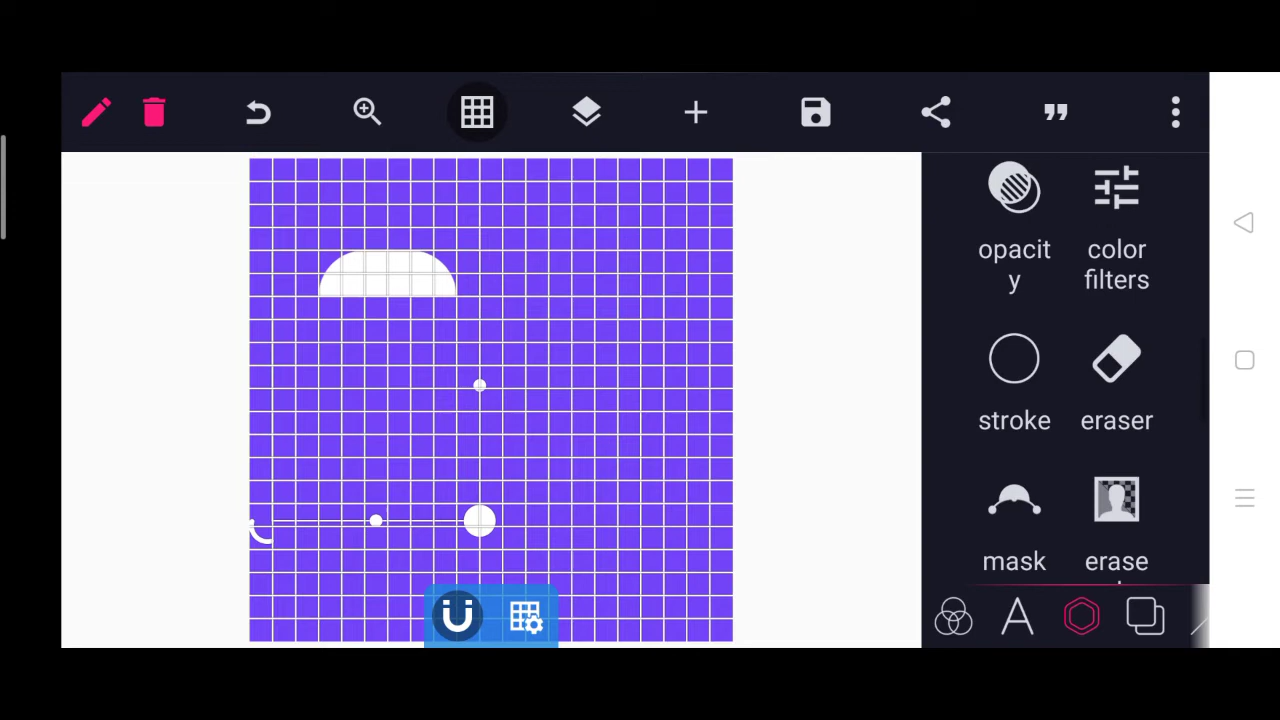 opacit
y
color
filters
stroke
eraser
mask
erase